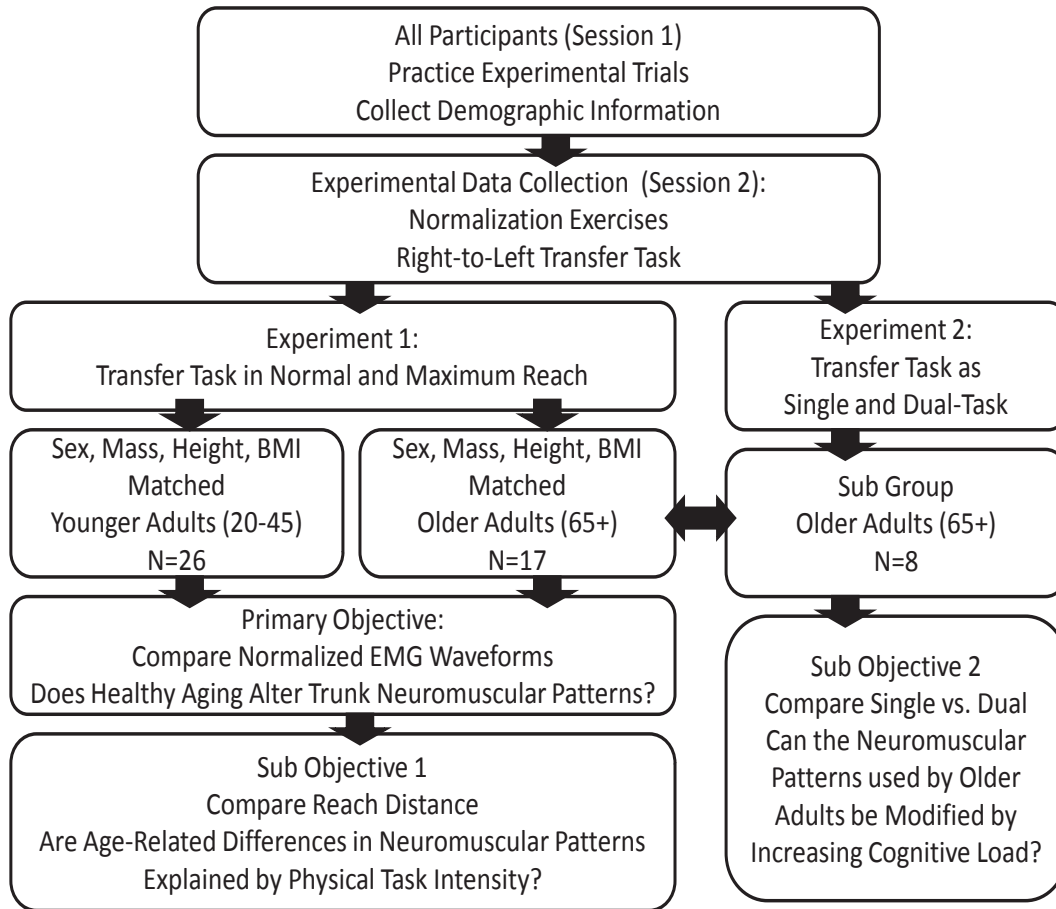 All Participants (Session 1)
Practice Experimental Trials
Collect Demographic Information
Experimental Data Collection (Session 2):
Normalization Exercises
Right-to-Left Transfer Task
Experiment 1:
Transfer Task in Normal and Maximum Reach
Experiment 2:
Transfer Task as
Single and Dual-Task
Sex, Mass, Height, BMI
Matched
Younger Adults (20-45)
N=26
Sex, Mass, Height, BMI
Matched
Older Adults (65+)
N=17
Sub Group
Older Adults (65+)
N=8
Primary Objective:
Compare Normalized EMG Waveforms
Does Healthy Aging Alter Trunk Neuromuscular Patterns?
Sub Objective 1
Compare Reach Distance
Are Age-Related Differences in Neuromuscular Patterns
Explained by Physical Task Intensity?
Sub Objective 2
Compare Single vs. Dual
Can the Neuromuscular
Patterns used by Older
Adults be Modified by
Increasing Cognitive Load?